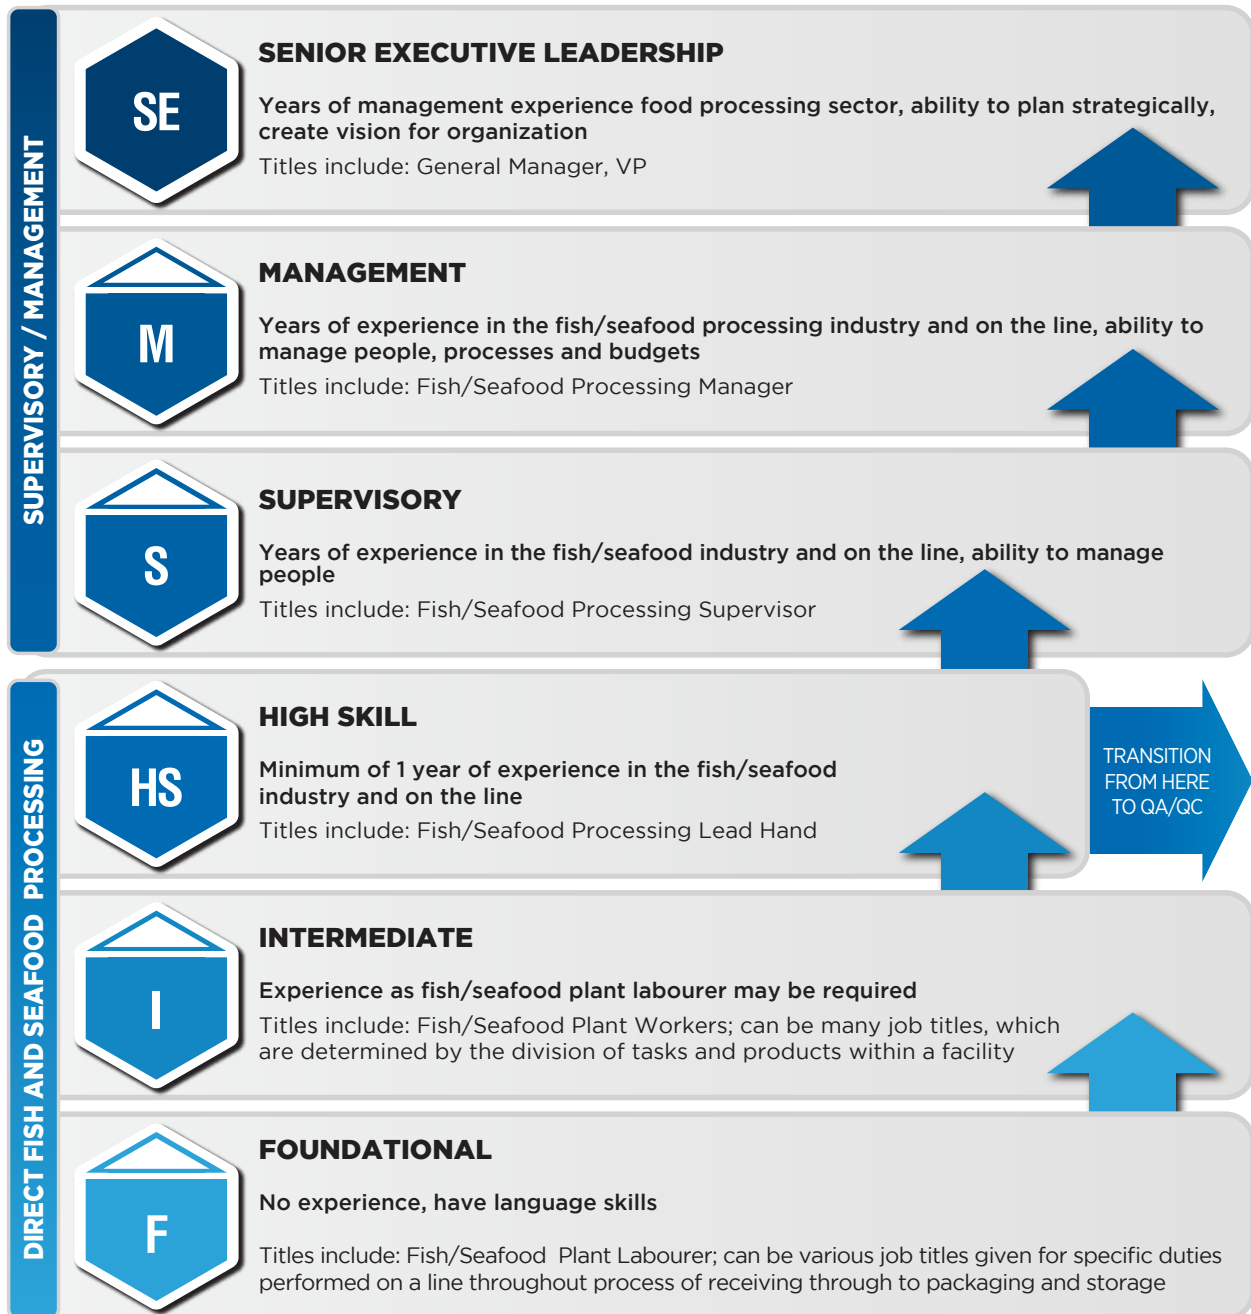 SUPERVISORY / MANAGEMENT
SE
SENIOR EXECUTIVE LEADERSHIP
Years of management experience food processing sector, ability to plan strategically,
create vision for organization
Titles include: General Manager, VP
M
MANAGEMENT
Years of experience in the fish/seafood processing industry and on the line, ability to
manage people, processes and budgets
Titles include: Fish/Seafood Processing Manager
S
SUPERVISORY
Years of experience in the fish/seafood industry and on the line, ability to manage
people
Titles include: Fish/Seafood Processing Supervisor
DIRECT FISH AND SEAFOOD PROCESSING
HS
HIGH SKILL
Minimum of 1 year of experience in the fish/seafood
industry and on the line
Titles include: Fish/Seafood Processing Lead Hand
TRANSITION
FROM HERE
TO QA/QC
I
INTERMEDIATE
Experience as fish/seafood plant labourer may be required
Titles include: Fish/Seafood Plant Workers; can be many job titles, which
are determined by the division of tasks and products within a facility
F
FOUNDATIONAL
No experience, have language skills
Titles include: Fish/Seafood Plant Labourer; can be various job titles given for specific duties
performed on a line throughout process of receiving through to packaging and storage